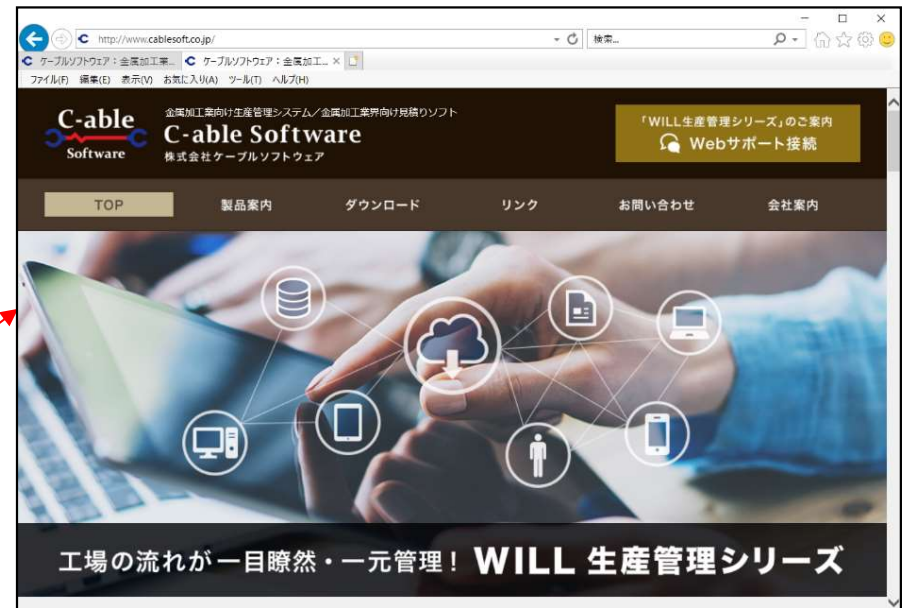 http://www.cablesoft.co.jp/
検索...
ケーブルソフトウェア：金属加工業...
ケーブルソフトウェア：金属加工...
ファイル(F) 編集(E) 表示(V) お気に入り(A) ツール(T) ヘルプ(H)
C-able
Software
金属加工業向け生産管理システム／金属加工業界向け見積りソフト
C-able Software
株式会社ケーブルソフトウェア
「WILL生産管理シリーズ」のご案内
Webサポート接続
TOP 製品案内 ダウンロード リンク お問い合わせ 会社案内
工場の流れが一目瞭然・一元管理！ WILL 生産管理シリーズ